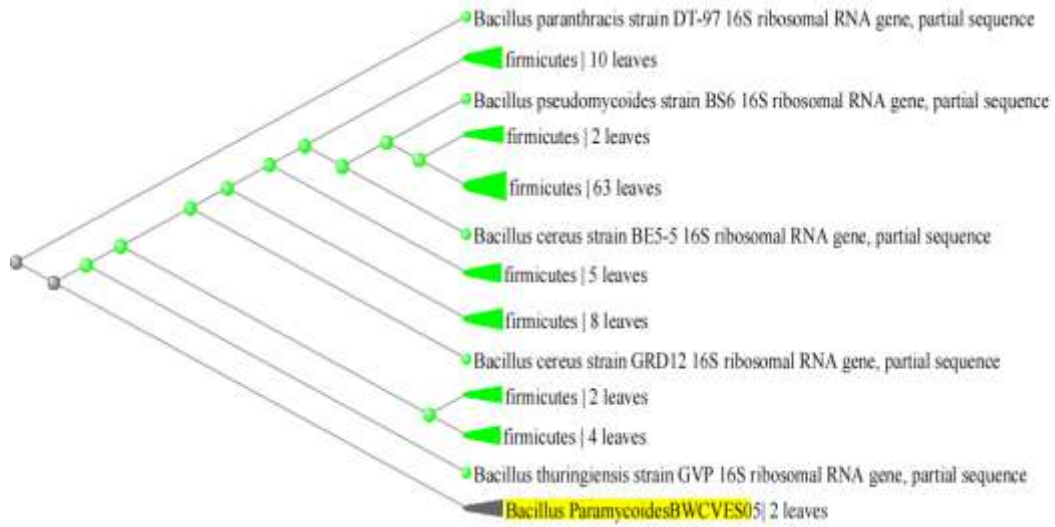 Bacillus paranthracis strain DT-97 16S ribosomal RNA gene, partial sequence
firmicutes | 10 leaves
Bacillus pseudomycoides strain BS6 16S ribosomal RNA gene, partial sequence
firmicutes | 2 leaves
firmicutes | 63 leaves
Bacillus cereus strain BE5-5 16S ribosomal RNA gene, partial sequence
firmicutes | 5 leaves
firmicutes | 8 leaves
Bacillus cereus strain GRD12 16S ribosomal RNA gene, partial sequence
firmicutes | 2 leaves
firmicutes | 4 leaves
Bacillus thuringiensis strain GVP 16S ribosomal RNA gene, partial sequence
Bacillus ParamycoidesBWCVES05| 2 leaves